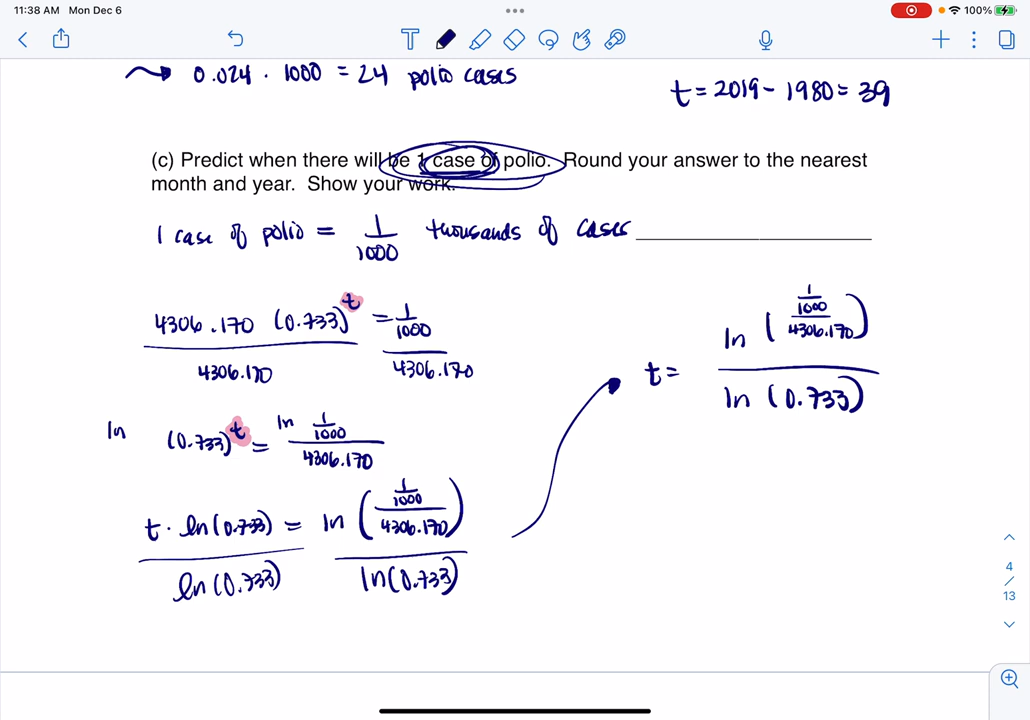 11:38 AM Mon Dec 6
100%
0.024 · 1000 = 24 polio cases
t = 2019 - 1980 = 39
(c) Predict when there will be 1 case of polio. Round your answer to the nearest
month and year. Show your work.
1 case of polio = 1/1000 thousands of cases
4306.170 (0.733)^t / 4306.170 = 1/1000 / 4306.170
ln (0.733)^t = ln 1/1000 / 4306.170
t · ln(0.733) / ln(0.733) = ln (1/1000 / 4306.170) / ln(0.733)
t = ln (1/1000 / 4306.170) / ln (0.733)
4
/
13